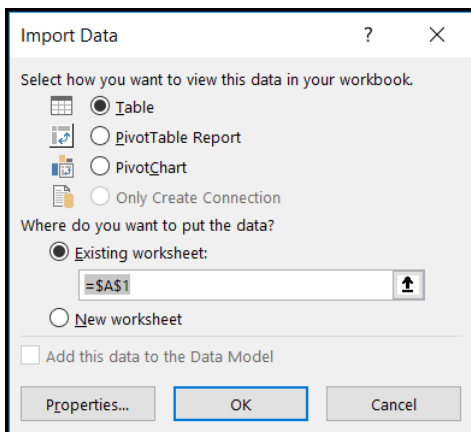 Import Data ?
Select how you want to view this data in your workbook.
Table
PivotTable Report
PivotChart
Only Create Connection
Where do you want to put the data?
Existing worksheet:
=$A$1
New worksheet
Add this data to the Data Model
Properties... OK Cancel